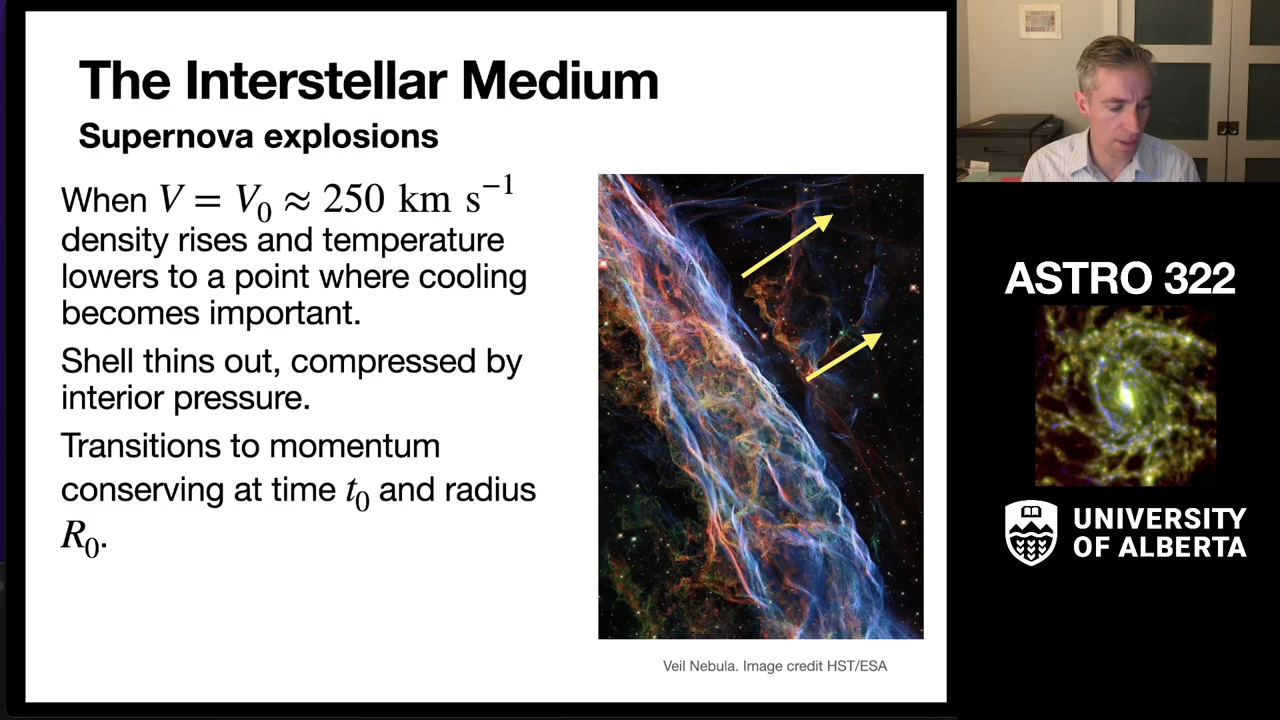 The Interstellar Medium
Supernova explosions
When V = V₀ ≈ 250 km s⁻¹
density rises and temperature
lowers to a point where cooling
becomes important.
Shell thins out, compressed by
interior pressure.
Transitions to momentum
conserving at time t₀ and radius
R₀.
Veil Nebula. Image credit HST/ESA
ASTRO 322
UNIVERSITY
OF ALBERTA